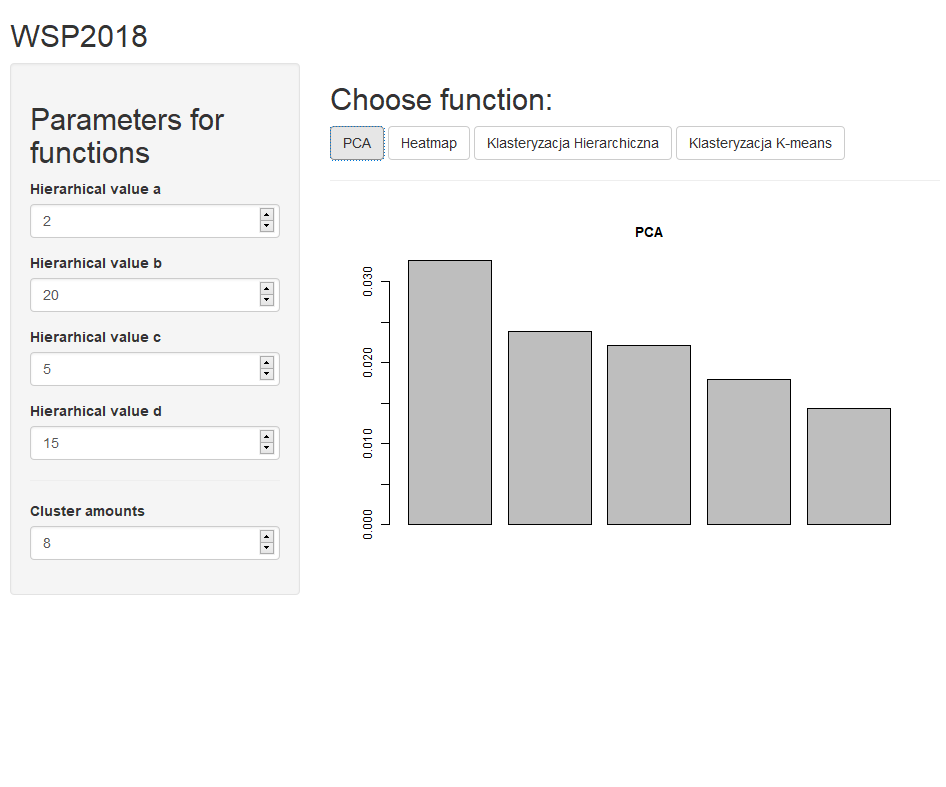 WSP2018
Parameters for
functions
Hierarhical value a
2
Hierarhical value b
20
Hierarhical value c
5
Hierarhical value d
15
Cluster amounts
8
Choose function:
PCA Heatmap Klasteryzacja Hierarchiczna Klasteryzacja K-means
PCA
0.030
0.020
0.010
0.000